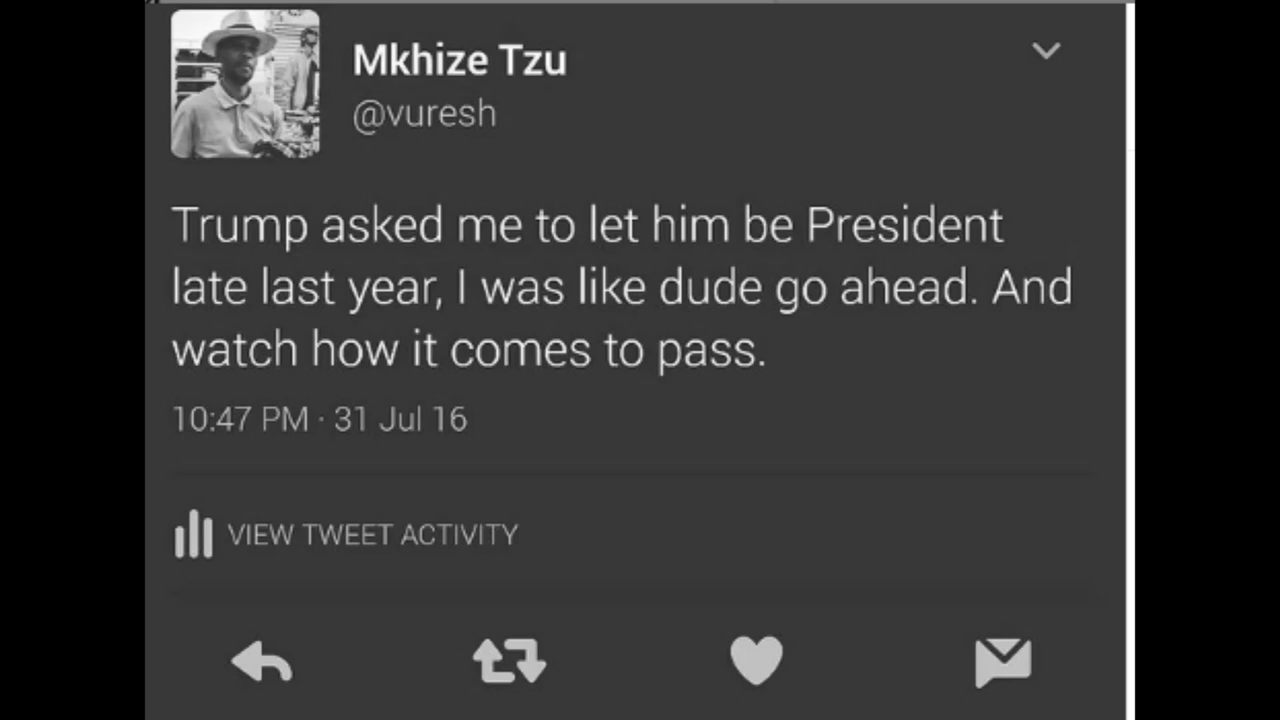 Mkhize Tzu
@vuresh
Trump asked me to let him be President
late last year, I was like dude go ahead. And
watch how it comes to pass.
10:47 PM · 31 Jul 16
VIEW TWEET ACTIVITY